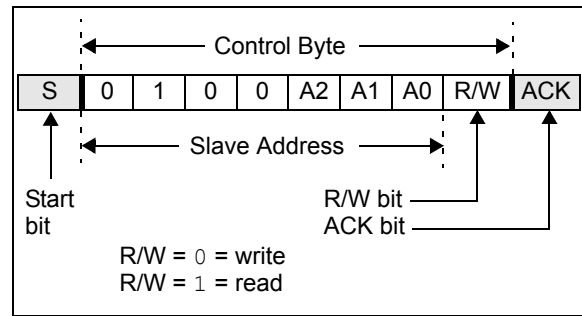 Control Byte
S 0 1 0 0 A2 A1 A0 R/W ACK
Slave Address
Start
bit
R/W bit
ACK bit
R/W = 0 = write
R/W = 1 = read